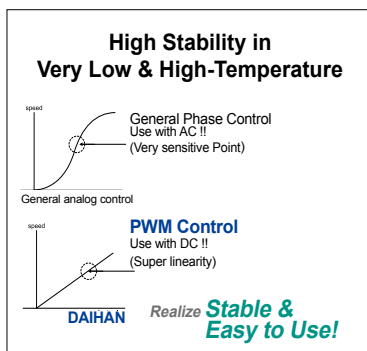 High Stability in
Very Low & High-Temperature
speed
General Phase Control
Use with AC !!
(Very sensitive Point)
General analog control
speed
PWM Control
Use with DC !!
(Super linearity)
DAIHAN
Realize Stable &
Easy to Use!